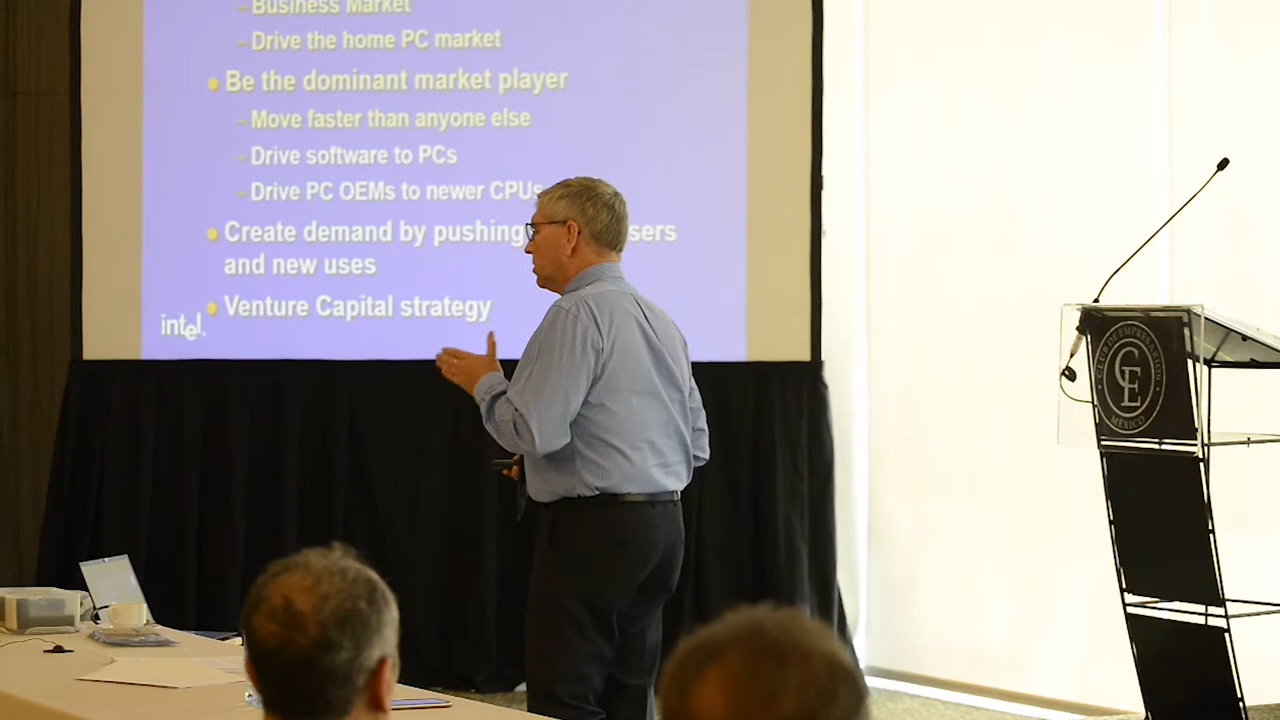 – Business Market
– Drive the home PC market
• Be the dominant market player
– Move faster than anyone else
– Drive software to PCs
– Drive PC OEMs to newer CPUs
• Create demand by pushing
and new uses
• Venture Capital strategy
intel.
CLUB DE EMPRESARIOS
CE
MÉXICO